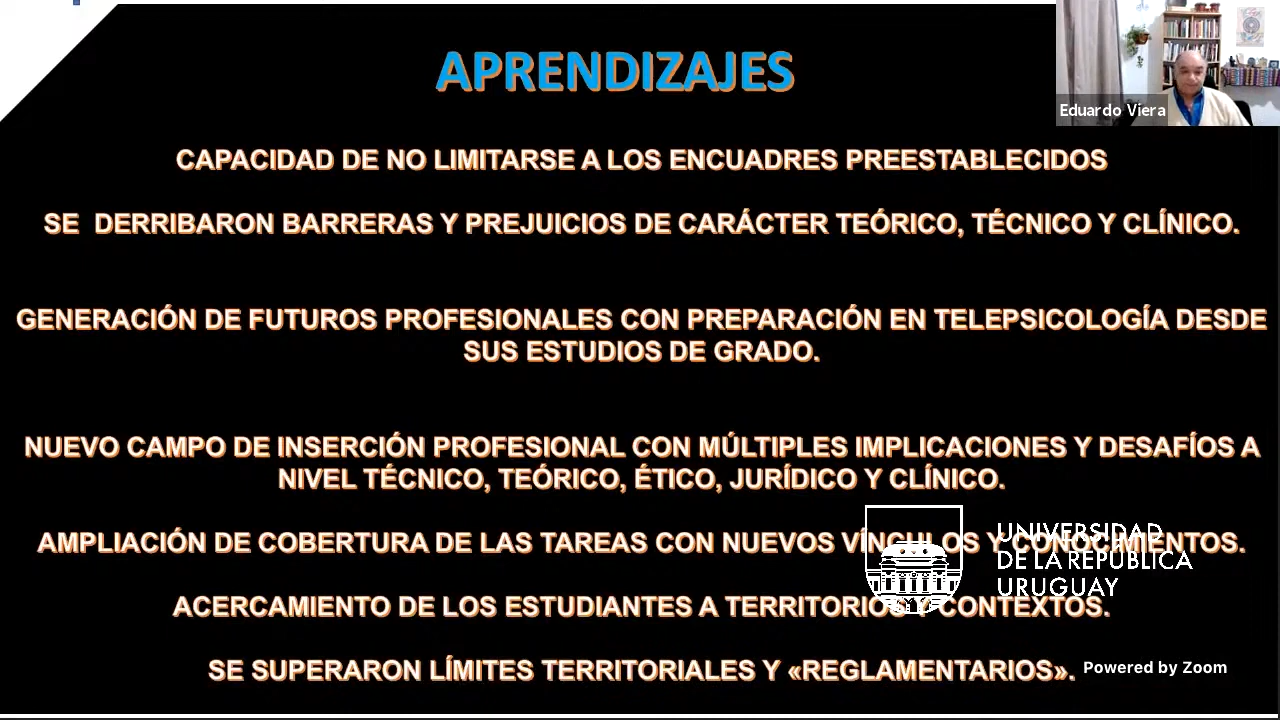 APRENDIZAJES
Eduardo Viera
CAPACIDAD DE NO LIMITARSE A LOS ENCUADRES PREESTABLECIDOS
SE DERRIBARON BARRERAS Y PREJUICIOS DE CARÁCTER TEÓRICO, TÉCNICO Y CLÍNICO.
GENERACIÓN DE FUTUROS PROFESIONALES CON PREPARACIÓN EN TELEPSICOLOGÍA DESDE
SUS ESTUDIOS DE GRADO.
NUEVO CAMPO DE INSERCIÓN PROFESIONAL CON MÚLTIPLES IMPLICACIONES Y DESAFÍOS A
NIVEL TÉCNICO, TEÓRICO, ÉTICO, JURÍDICO Y CLÍNICO.
AMPLIACIÓN DE COBERTURA DE LAS TAREAS CON NUEVOS VÍNCULOS Y CONOCIMIENTOS.
UNIVERSIDAD
DE LA REPÚBLICA
URUGUAY
ACERCAMIENTO DE LOS ESTUDIANTES A TERRITORIOS Y CONTEXTOS.
SE SUPERARON LÍMITES TERRITORIALES Y «REGLAMENTARIOS».
Powered by Zoom